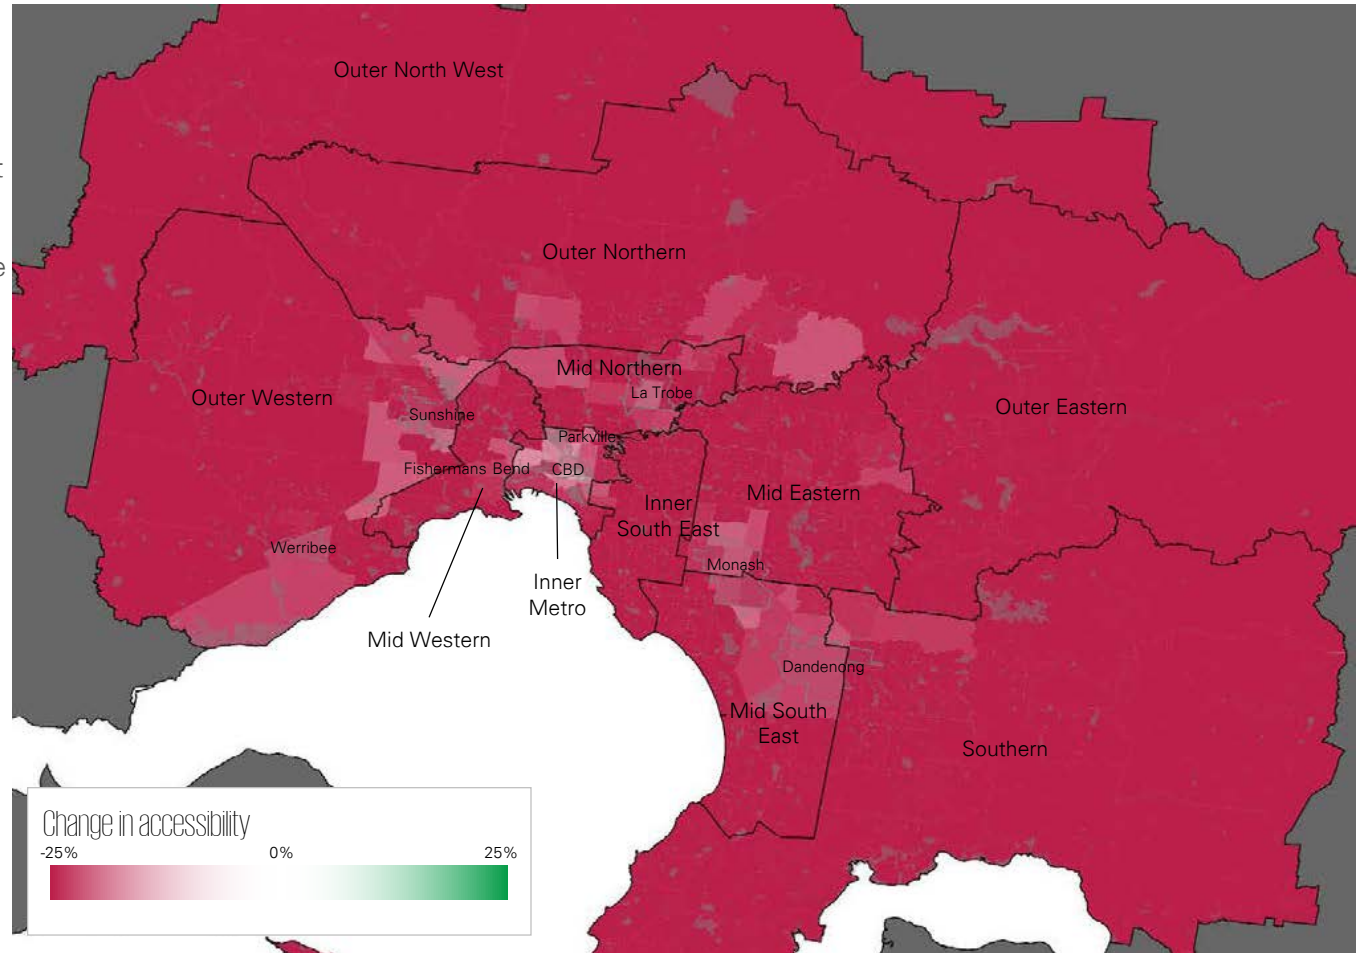 Outer North West
Outer Northern
Mid Northern
La Trobe
Outer Western
Outer Eastern
Sunshine
Parkville
Fishermans Bend
CBD
Mid Eastern
Inner
South East
Werribee
Monash
Inner
Metro
Mid Western
Dandenong
Mid South
East
Southern
Change in accessibility
-25%
0%
25%